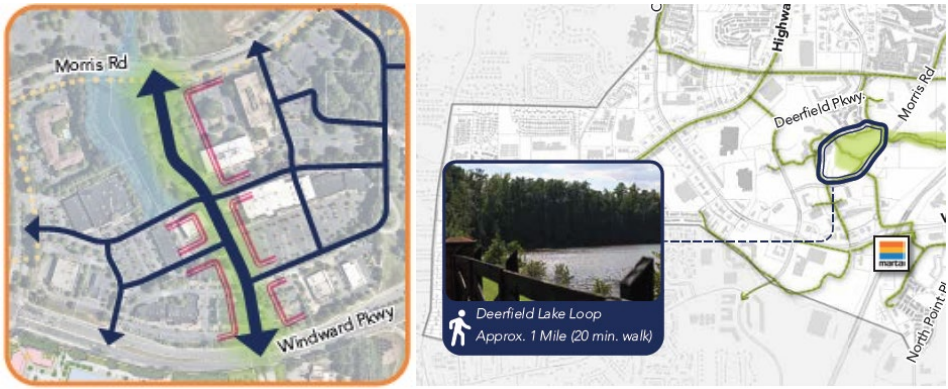 Morris Rd
Windward Pkwy
Highwa
Deerfield Pkwy.
Morris Rd
marta
North Point Pl
Deerfield Lake Loop
Approx. 1 Mile (20 min. walk)